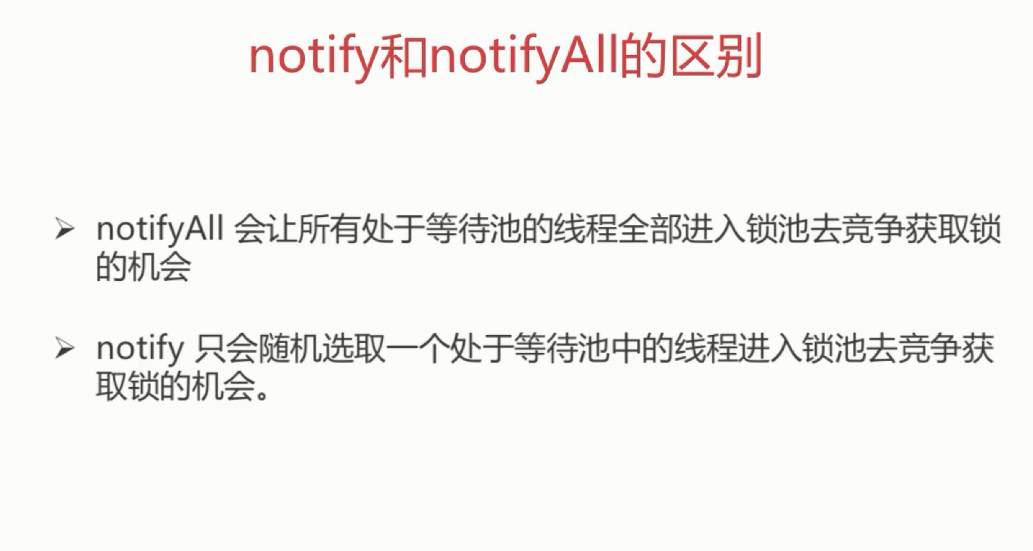 notify和notifyAll的区别
➢ notifyAll 会让所有处于等待池的线程全部进入锁池去竞争获取锁
的机会
➢ notify 只会随机选取一个处于等待池中的线程进入锁池去竞争获
取锁的机会。